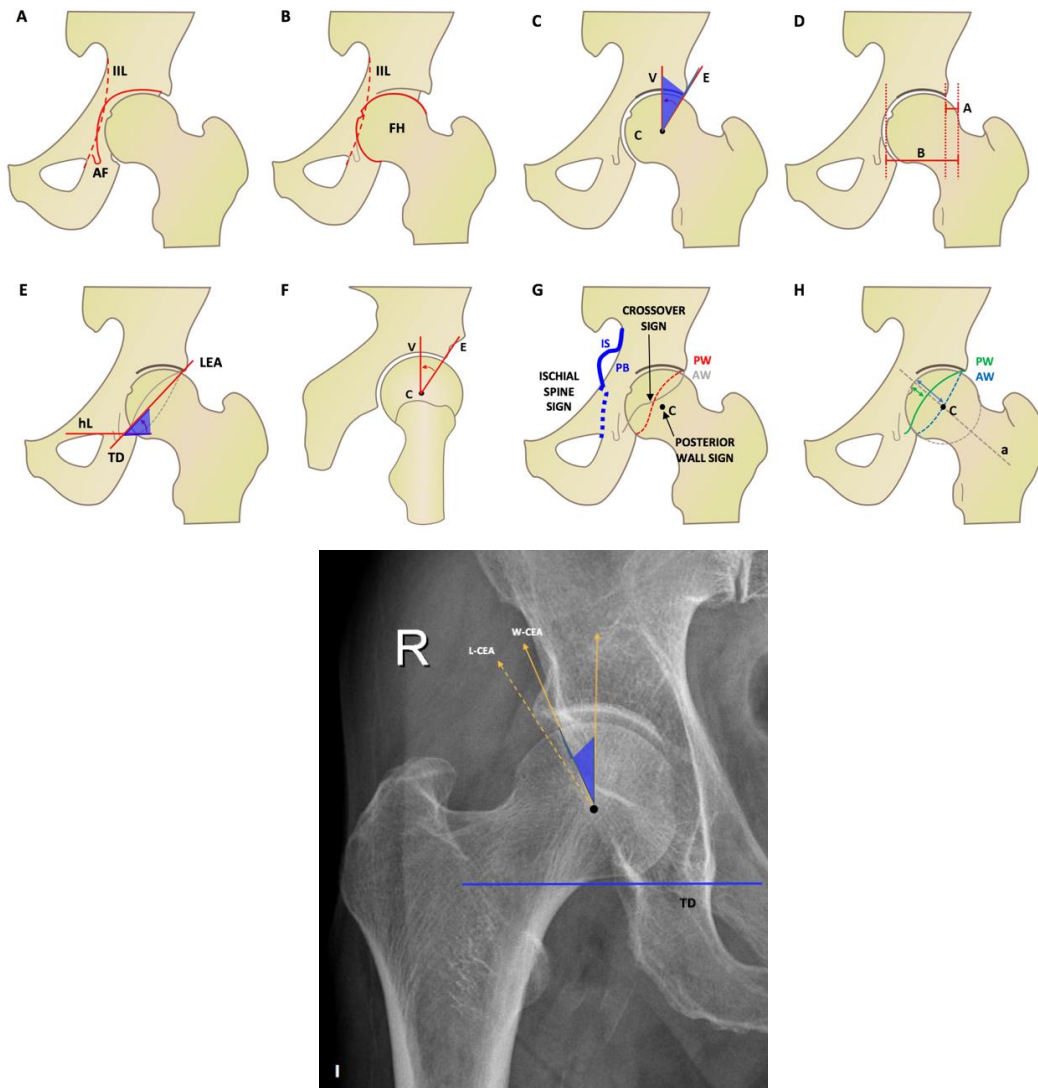 A
IIL
AF
B
IIL
FH
C
V
E
C
D
A
B
E
LEA
hL
TD
F
V
E
C
G
CROSSOVER
SIGN
IS
PB
ISCHIAL
SPINE
SIGN
PW
AW
C
POSTERIOR
WALL SIGN
H
PW
AW
C
a
R
W-CEA
L-CEA
TD
I